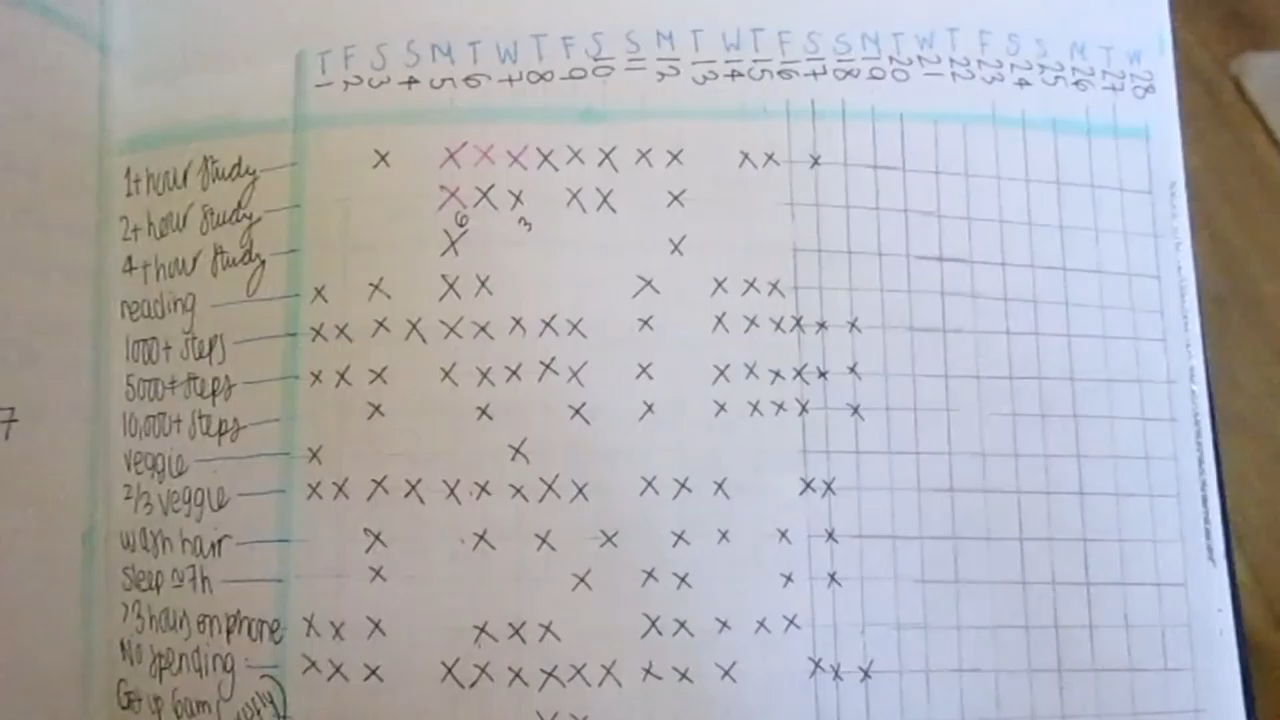 T F S S M T W T F S S M T W T F S S M T W T F S S M T W
1 2 3 4 5 6 7 8 9 10 11 12 13 14 15 16 17 18 19 20 21 22 23 24 25 26 27 28
1+hour study X X X X X X X X X X X X
2+hour study X X X X X X
6 3
4+hour study X X
reading X X X X X X X X
1000+ steps X X X X X X X X X X X X X X X X
5000+ steps X X X X X X X X X X X X X X X
7
10,000+ steps X X X X X X X X X
veggie X X
2/3 veggie X X X X X X X X X X X X X X
wash hair X X X X X X X X
sleep ≈7h X X X X X X
>3 hours on phone X X X X X X X X X X X
No spending X X X X X X X X X X X X X X X
Get up 6am